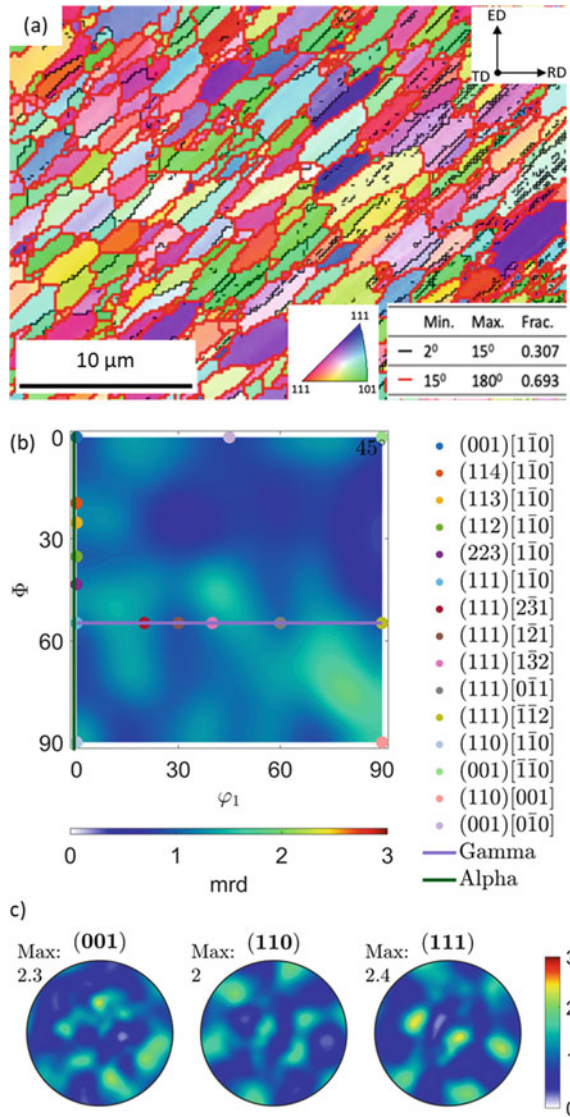 (a)
ED
TD RD
111
111 101
10 μm
Min. Max. Frac.
2⁰ 15⁰ 0.307
15⁰ 180⁰ 0.693
(b)
45°
0
30
60
90
Φ
0 30 60 90
φ₁
0 1 2 3
mrd
(001)[11̄0]
(114)[11̄0]
(113)[11̄0]
(112)[11̄0]
(223)[11̄0]
(111)[11̄0]
(111)[23̄1]
(111)[12̄1]
(111)[13̄2]
(111)[01̄1]
(111)[1̄1̄2]
(110)[11̄0]
(001)[1̄1̄0]
(110)[001]
(001)[01̄0]
Gamma
Alpha
c)
Max: (001)
2.3
Max: (110)
2
Max: (111)
2.4
3
2
1
0